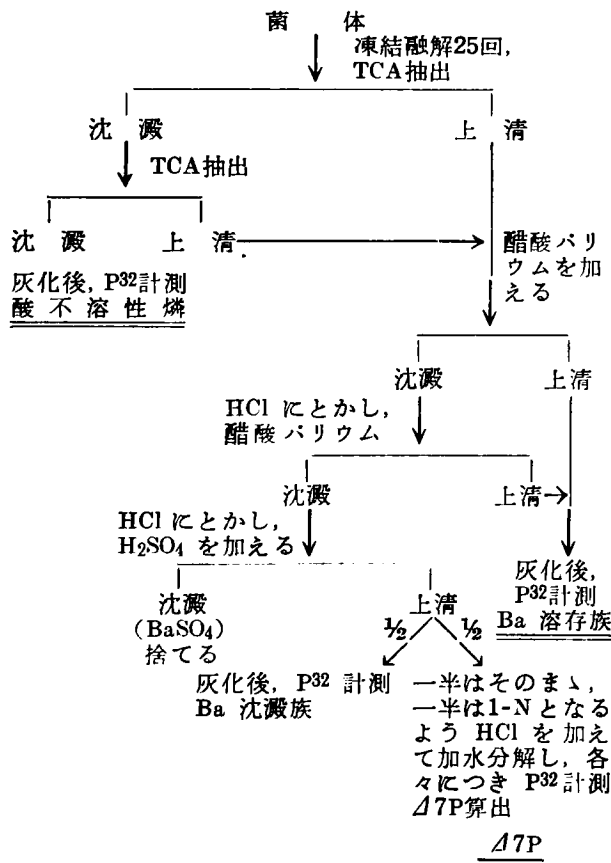 菌体
凍結融解25回,
TCA抽出
沈澱
上清
TCA抽出
沈澱
上清
醋酸バリ
ウムを加
える
灰化後, P³²計測
酸不溶性燐
沈澱
上清
HCl にとかし,
醋酸バリウム
沈澱
上清
HCl にとかし,
H₂SO₄ を加える
灰化後,
P³²計測
Ba 溶存族
沈澱
(BaSO₄)
捨てる
上清
½ ½
灰化後, P³² 計測
Ba 沈澱族
一半はそのまゝ,
一半は1-N となる
よう HCl を加え
て加水分解し, 各
々につき P³² 計測
Δ7P算出
Δ7P